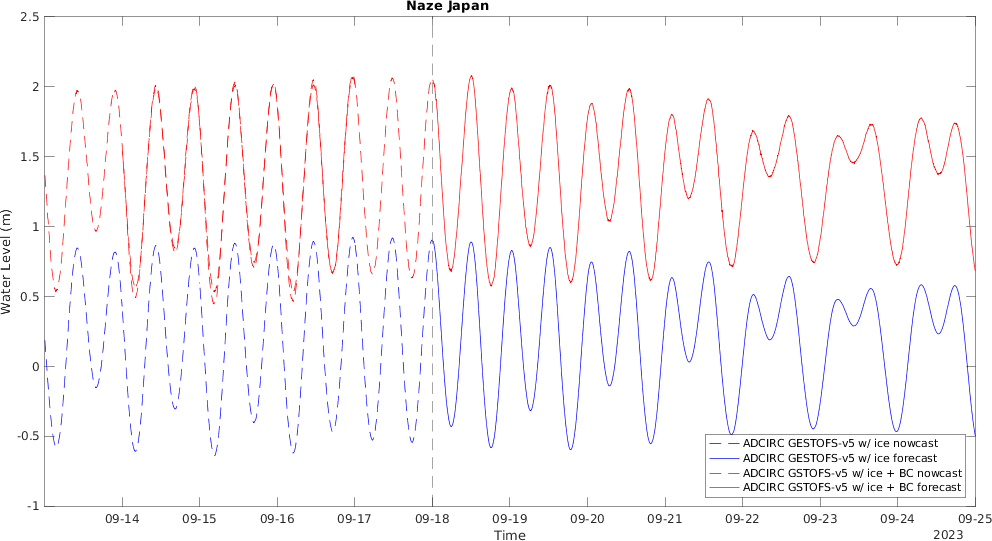 Naze Japan
2.5
2
1.5
1
0.5
0
-0.5
-1
Water Level (m)
ADCIRC GESTOFS-v5 w/ ice nowcast
ADCIRC GESTOFS-v5 w/ ice forecast
ADCIRC GSTOFS-v5 w/ ice + BC nowcast
ADCIRC GSTOFS-v5 w/ ice + BC forecast
09-14 09-15 09-16 09-17 09-18 09-19 09-20 09-21 09-22 09-23 09-24 09-25
Time
2023